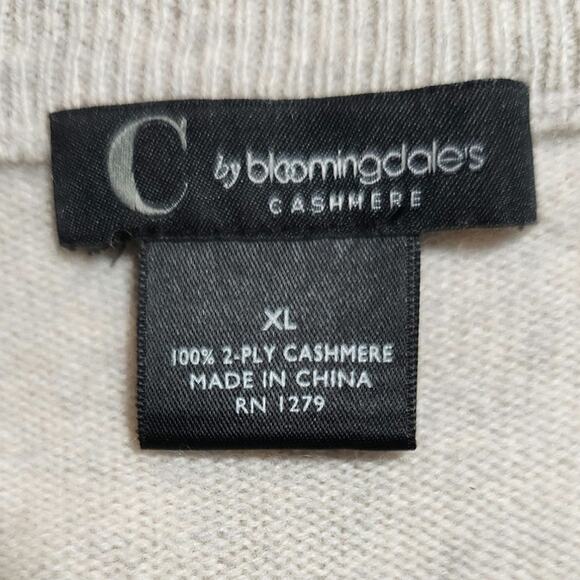 C by bloomingdale's
CASHMERE
XL
100% 2-PLY CASHMERE
MADE IN CHINA
RN 1279